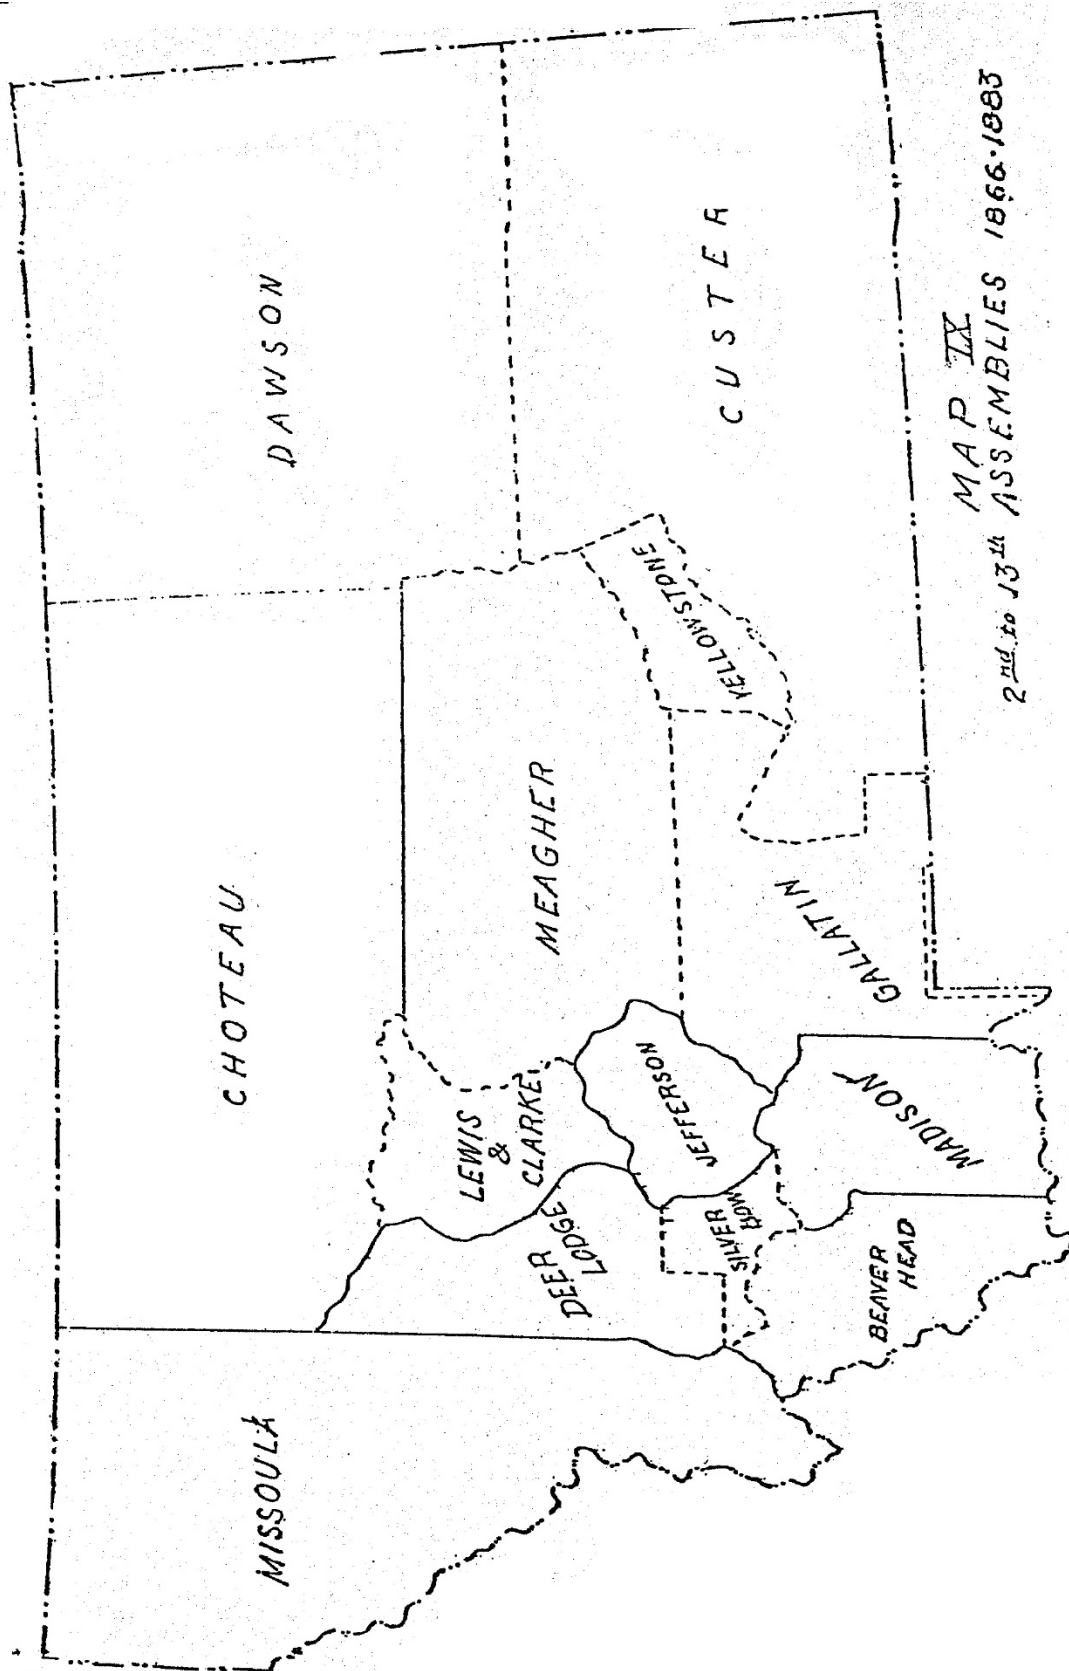 MISSOULA
CHOTEAU
DAWSON
LEWIS
&
CLARKE
MEAGHER
DEER
LODGE
JEFFERSON
YELLOWSTONE
CUSTER
SILVER
BOW
GALLATIN
MADISON
BEAVER
HEAD
MAP IX
2nd to 13th ASSEMBLIES 1866-1883